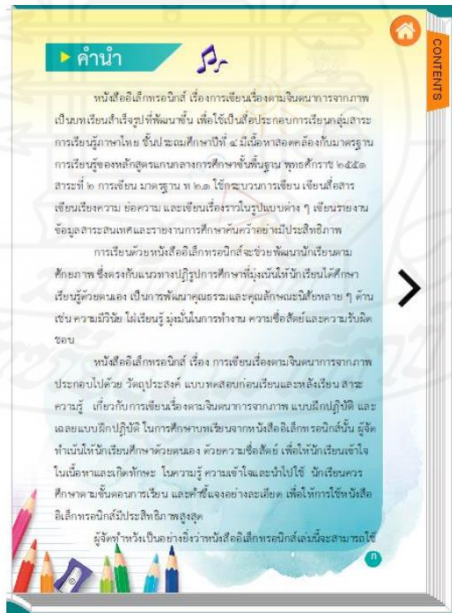 คำนำ
CONTENTS
หนังสืออิเล็กทรอนิกส์ เรื่องการเขียนเรื่องตามจินตนาการจากภาพ
เป็นบทเรียนสำเร็จรูปที่พัฒนาขึ้น เพื่อใช้เป็นสื่อประกอบการเรียนกลุ่มสาระ
การเรียนรู้ภาษาไทย ชั้นประถมศึกษาปีที่ ๔ มีเนื้อหาสอดคล้องกับมาตรฐาน
การเรียนรู้ของหลักสูตรแกนกลางการศึกษาขั้นพื้นฐาน พุทธศักราช ๒๕๕๑
สาระที่ ๒ การเขียน มาตรฐาน ท ๒.๑ ใช้กระบวนการเขียน เขียนสื่อสาร
เขียนเรียงความ ย่อความ และเขียนเรื่องราวในรูปแบบต่าง ๆ เขียนรายงาน
ข้อมูลสาระสนเทศและรายงานการศึกษาค้นคว้าอย่างมีประสิทธิภาพ
การเรียนด้วยหนังสืออิเล็กทรอนิกส์จะช่วยพัฒนานักเรียนตาม
ศักยภาพ ซึ่งตรงกับแนวทางปฏิรูปการศึกษาที่มุ่งเน้นให้นักเรียนได้ศึกษา
เรียนรู้ด้วยตนเอง เป็นการพัฒนาคุณธรรมและคุณลักษณะนิสัยหลาย ๆ ด้าน
เช่น ความมีวินัย ใฝ่เรียนรู้ มุ่งมั่นในการทำงาน ความซื่อสัตย์และความรับผิด
ชอบ
หนังสืออิเล็กทรอนิกส์ เรื่อง การเขียนเรื่องตามจินตนาการจากภาพ
ประกอบไปด้วย วัตถุประสงค์ แบบทดสอบก่อนเรียนและหลังเรียน สาระ
ความรู้ เกี่ยวกับการเขียนเรื่องตามจินตนาการจากภาพ แบบฝึกปฏิบัติ และ
เฉลยแบบฝึกปฏิบัติ ในการศึกษาบทเรียนจากหนังสืออิเล็กทรอนิกส์นั้น ผู้จัด
ทำเน้นให้นักเรียนศึกษาด้วยตนเอง ด้วยความซื่อสัตย์ เพื่อให้นักเรียนเข้าใจ
ในเนื้อหาและเกิดทักษะ ในความรู้ ความเข้าใจและนำไปใช้ นักเรียนควร
ศึกษาตามขั้นตอนการเรียน และคำชี้แจงอย่างละเอียด เพื่อให้การใช้หนังสือ
อิเล็กทรอนิกส์มีประสิทธิภาพสูงสุด
ผู้จัดทำหวังเป็นอย่างยิ่งว่าหนังสืออิเล็กทรอนิกส์เล่มนี้จะสามารถใช้
ก